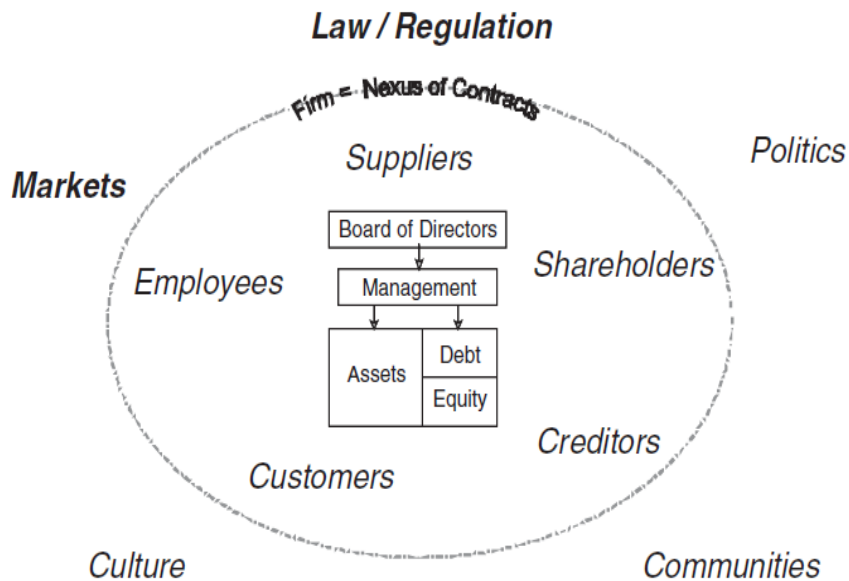 Law / Regulation
Firm = Nexus of Contracts
Politics
Suppliers
Markets
Board of Directors
Shareholders
Employees
Management
Debt
Assets
Equity
Creditors
Customers
Culture
Communities